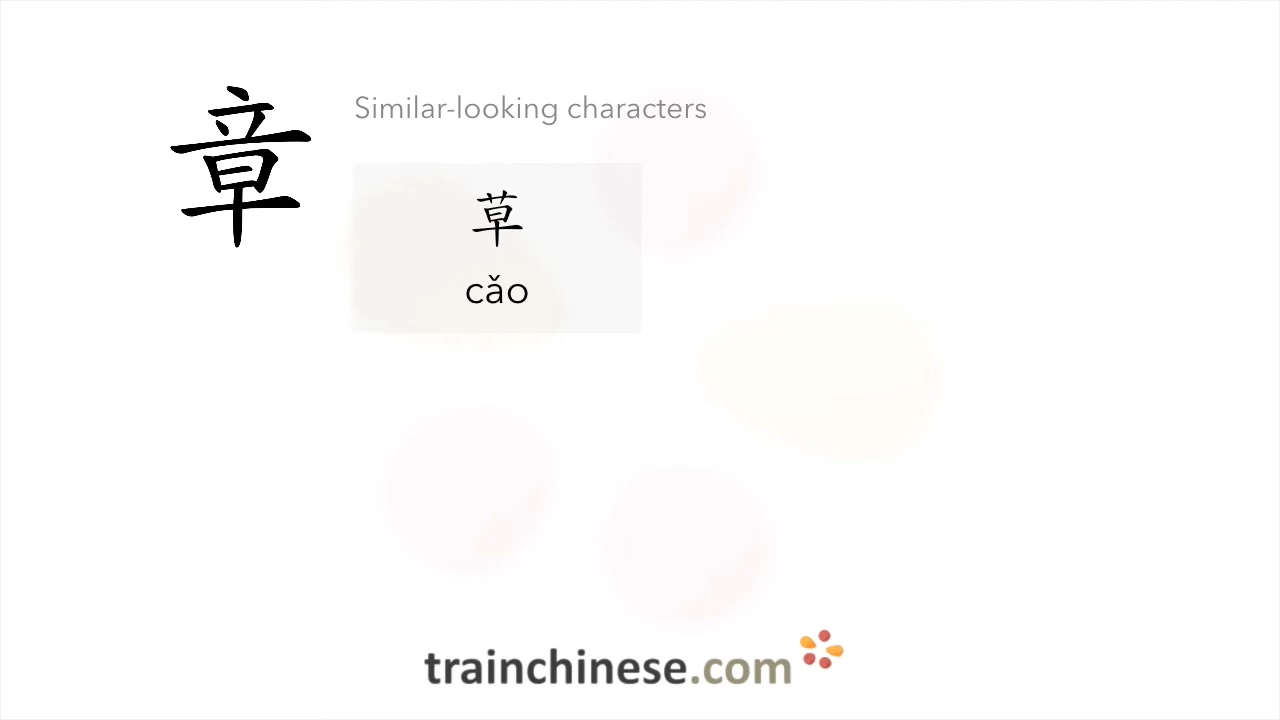 章
Similar-looking characters
草
cǎo
trainchinese.com